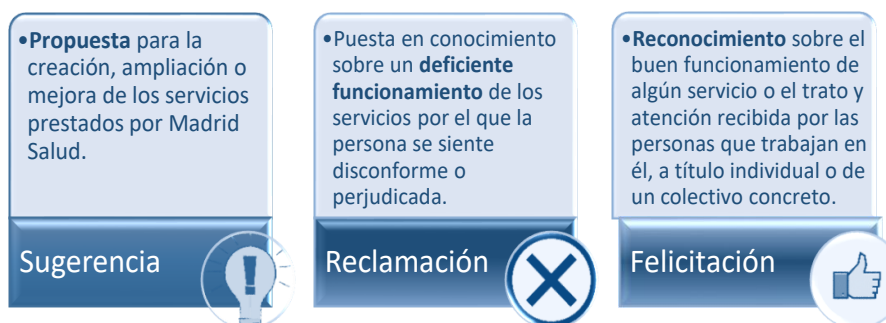 •Propuesta para la
creación, ampliación o
mejora de los servicios
prestados por Madrid
Salud.
Sugerencia
•Puesta en conocimiento
sobre un deficiente
funcionamiento de los
servicios por el que la
persona se siente
disconforme o
perjudicada.
Reclamación
•Reconocimiento sobre el
buen funcionamiento de
algún servicio o el trato y
atención recibida por las
personas que trabajan en
él, a título individual o de
un colectivo concreto.
Felicitación